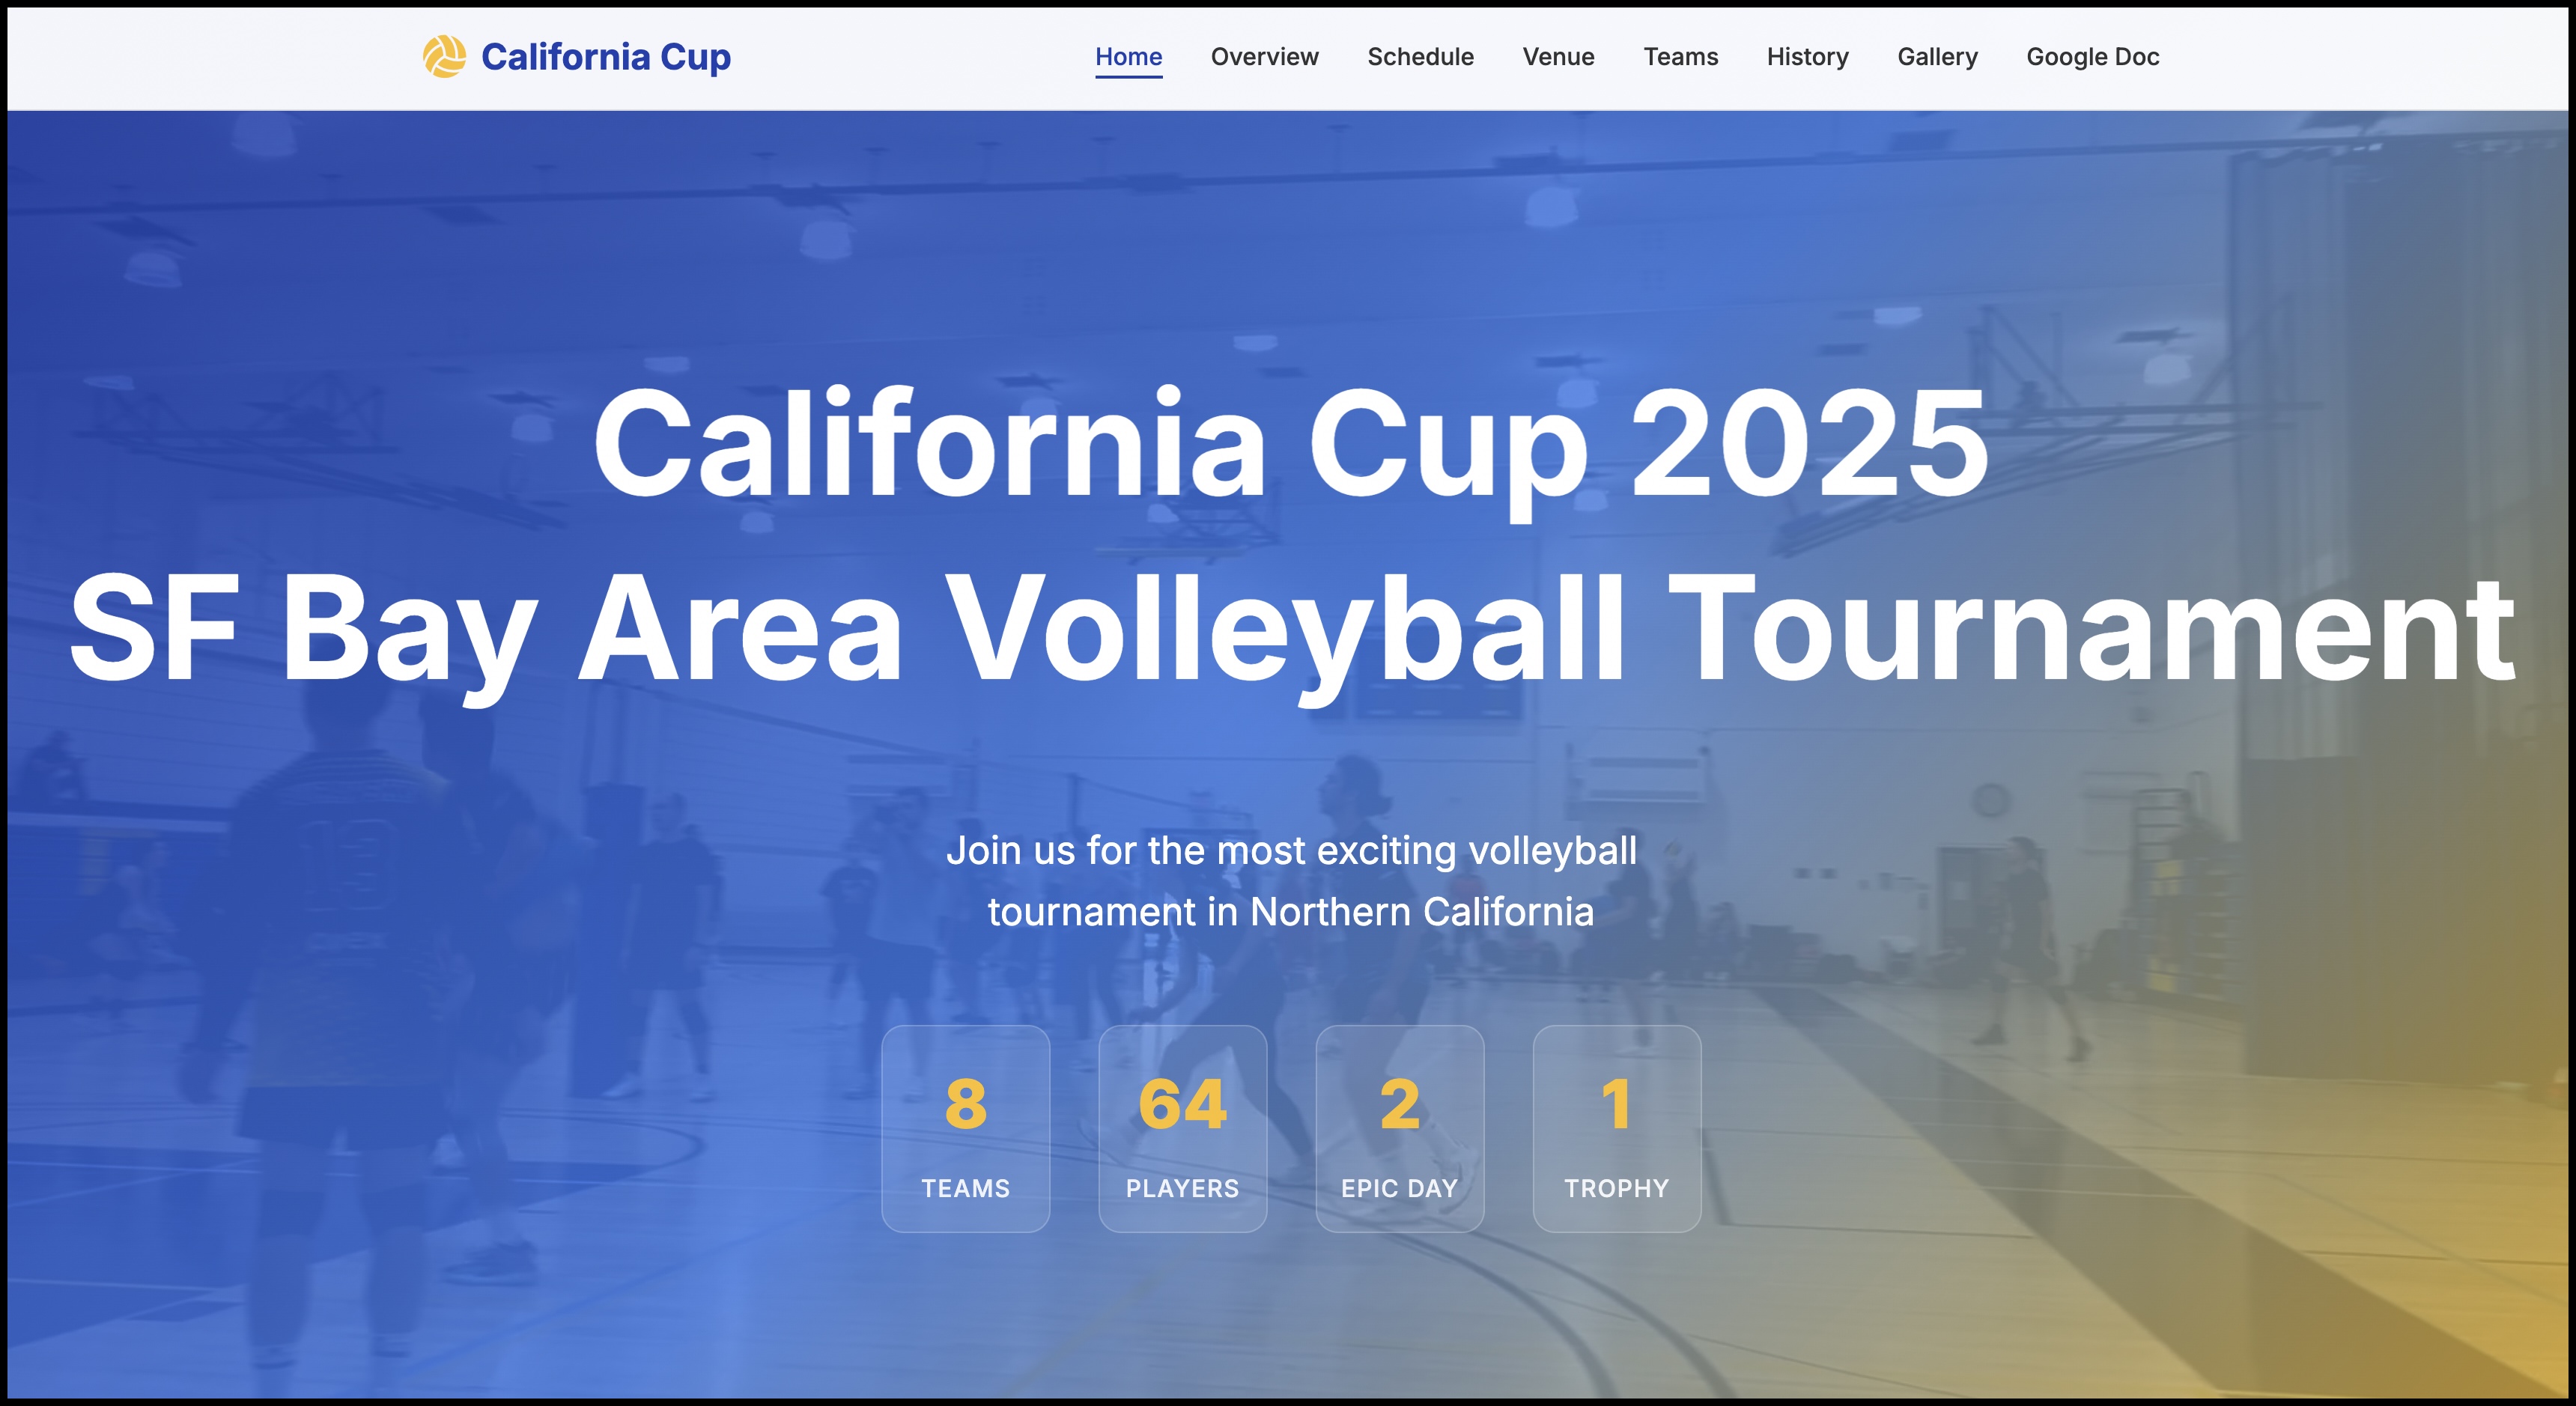 California Cup
Home Overview Schedule Venue Teams History Gallery Google Doc
California Cup 2025
SF Bay Area Volleyball Tournament
Join us for the most exciting volleyball
tournament in Northern California
8 64 2 1
TEAMS PLAYERS EPIC DAY TROPHY
13